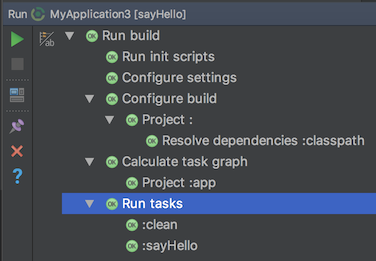 Run MyApplication3 [sayHello]
OK Run build
OK Run init scripts
OK Configure settings
OK Configure build
OK Project :
OK Resolve dependencies :classpath
OK Calculate task graph
OK Project :app
OK Run tasks
OK :clean
OK :sayHello
a/ab
?